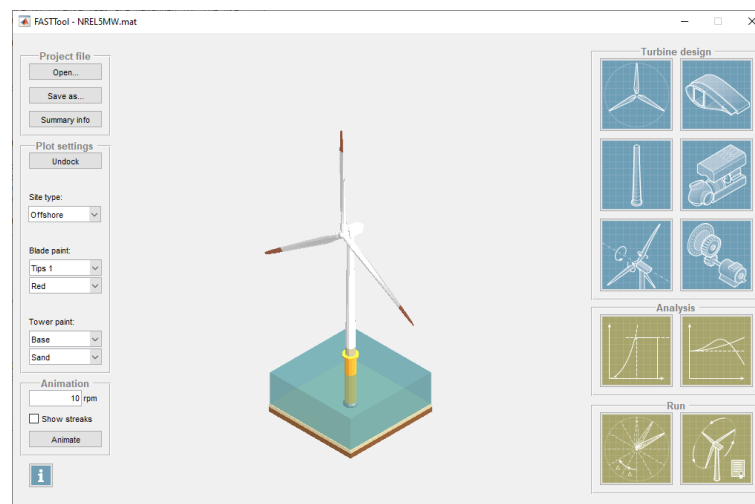 FASTTool - NREL5MW.mat
Project file
Open...
Save as...
Summary info
Plot settings
Undock
Site type:
Offshore
Blade paint:
Tips 1
Red
Tower paint:
Base
Sand
Animation
10 rpm
Show streaks
Animate
i
Turbine design
Analysis
Run